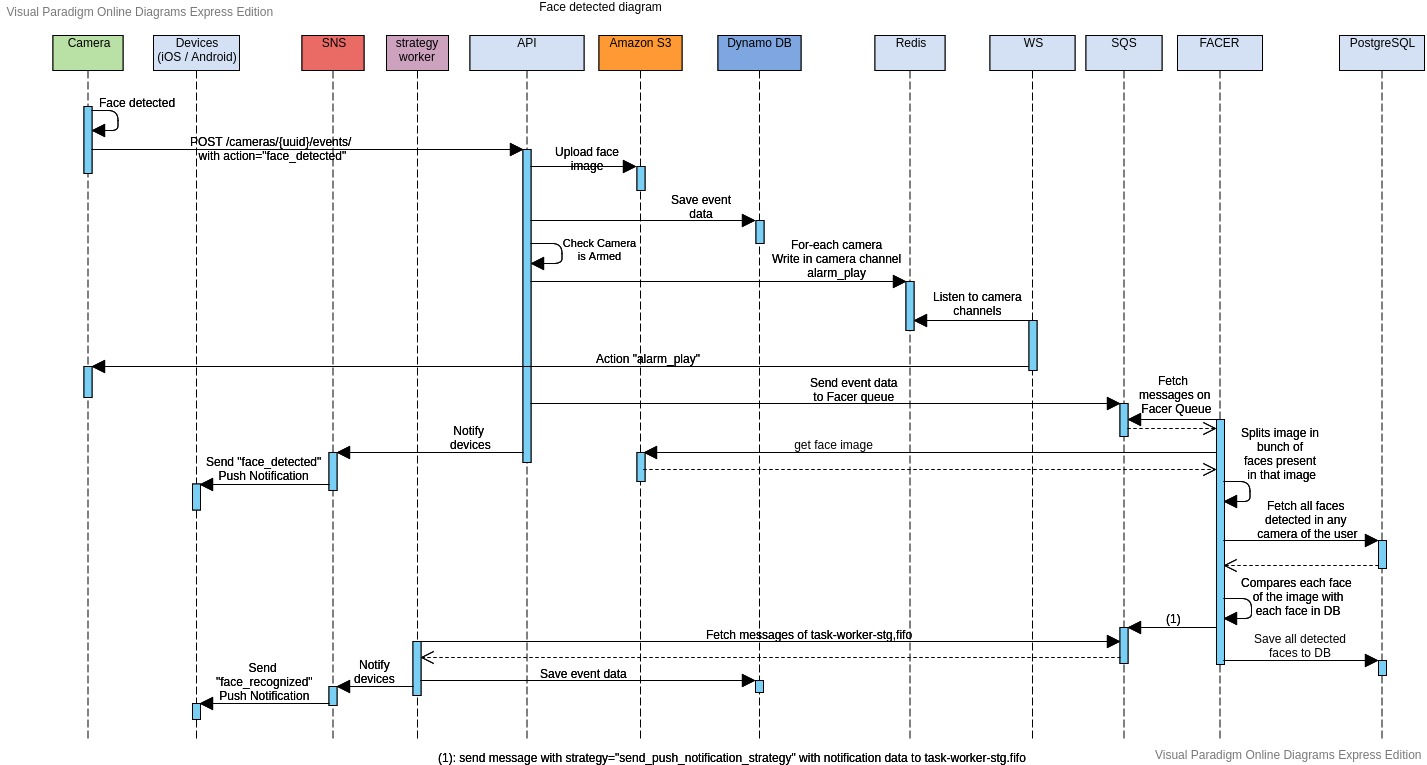 Visual Paradigm Online Diagrams Express Edition
Face detected diagram
Camera
Devices
(iOS / Android)
SNS
strategy
worker
API
Amazon S3
Dynamo DB
Redis
WS
SQS
FACER
PostgreSQL
Face detected
POST /cameras/{uuid}/events/
with action="face_detected"
Upload face
image
Save event
data
Check Camera
is Armed
For-each camera
Write in camera channel
alarm_play
Listen to camera
channels
Action "alarm_play"
Send event data
to Facer queue
Fetch
messages on
Facer Queue
Notify
devices
get face image
Send "face_detected"
Push Notification
Splits image in
bunch of
faces present
in that image
Fetch all faces
detected in any
camera of the user
Compares each face
of the image with
each face in DB
(1)
Fetch messages of task-worker-stg,fifo
Save all detected
faces to DB
Save event data
Notify
devices
Send
"face_recognized"
Push Notification
(1): send message with strategy="send_push_notification_strategy" with notification data to task-worker-stg.fifo
Visual Paradigm Online Diagrams Express Edition